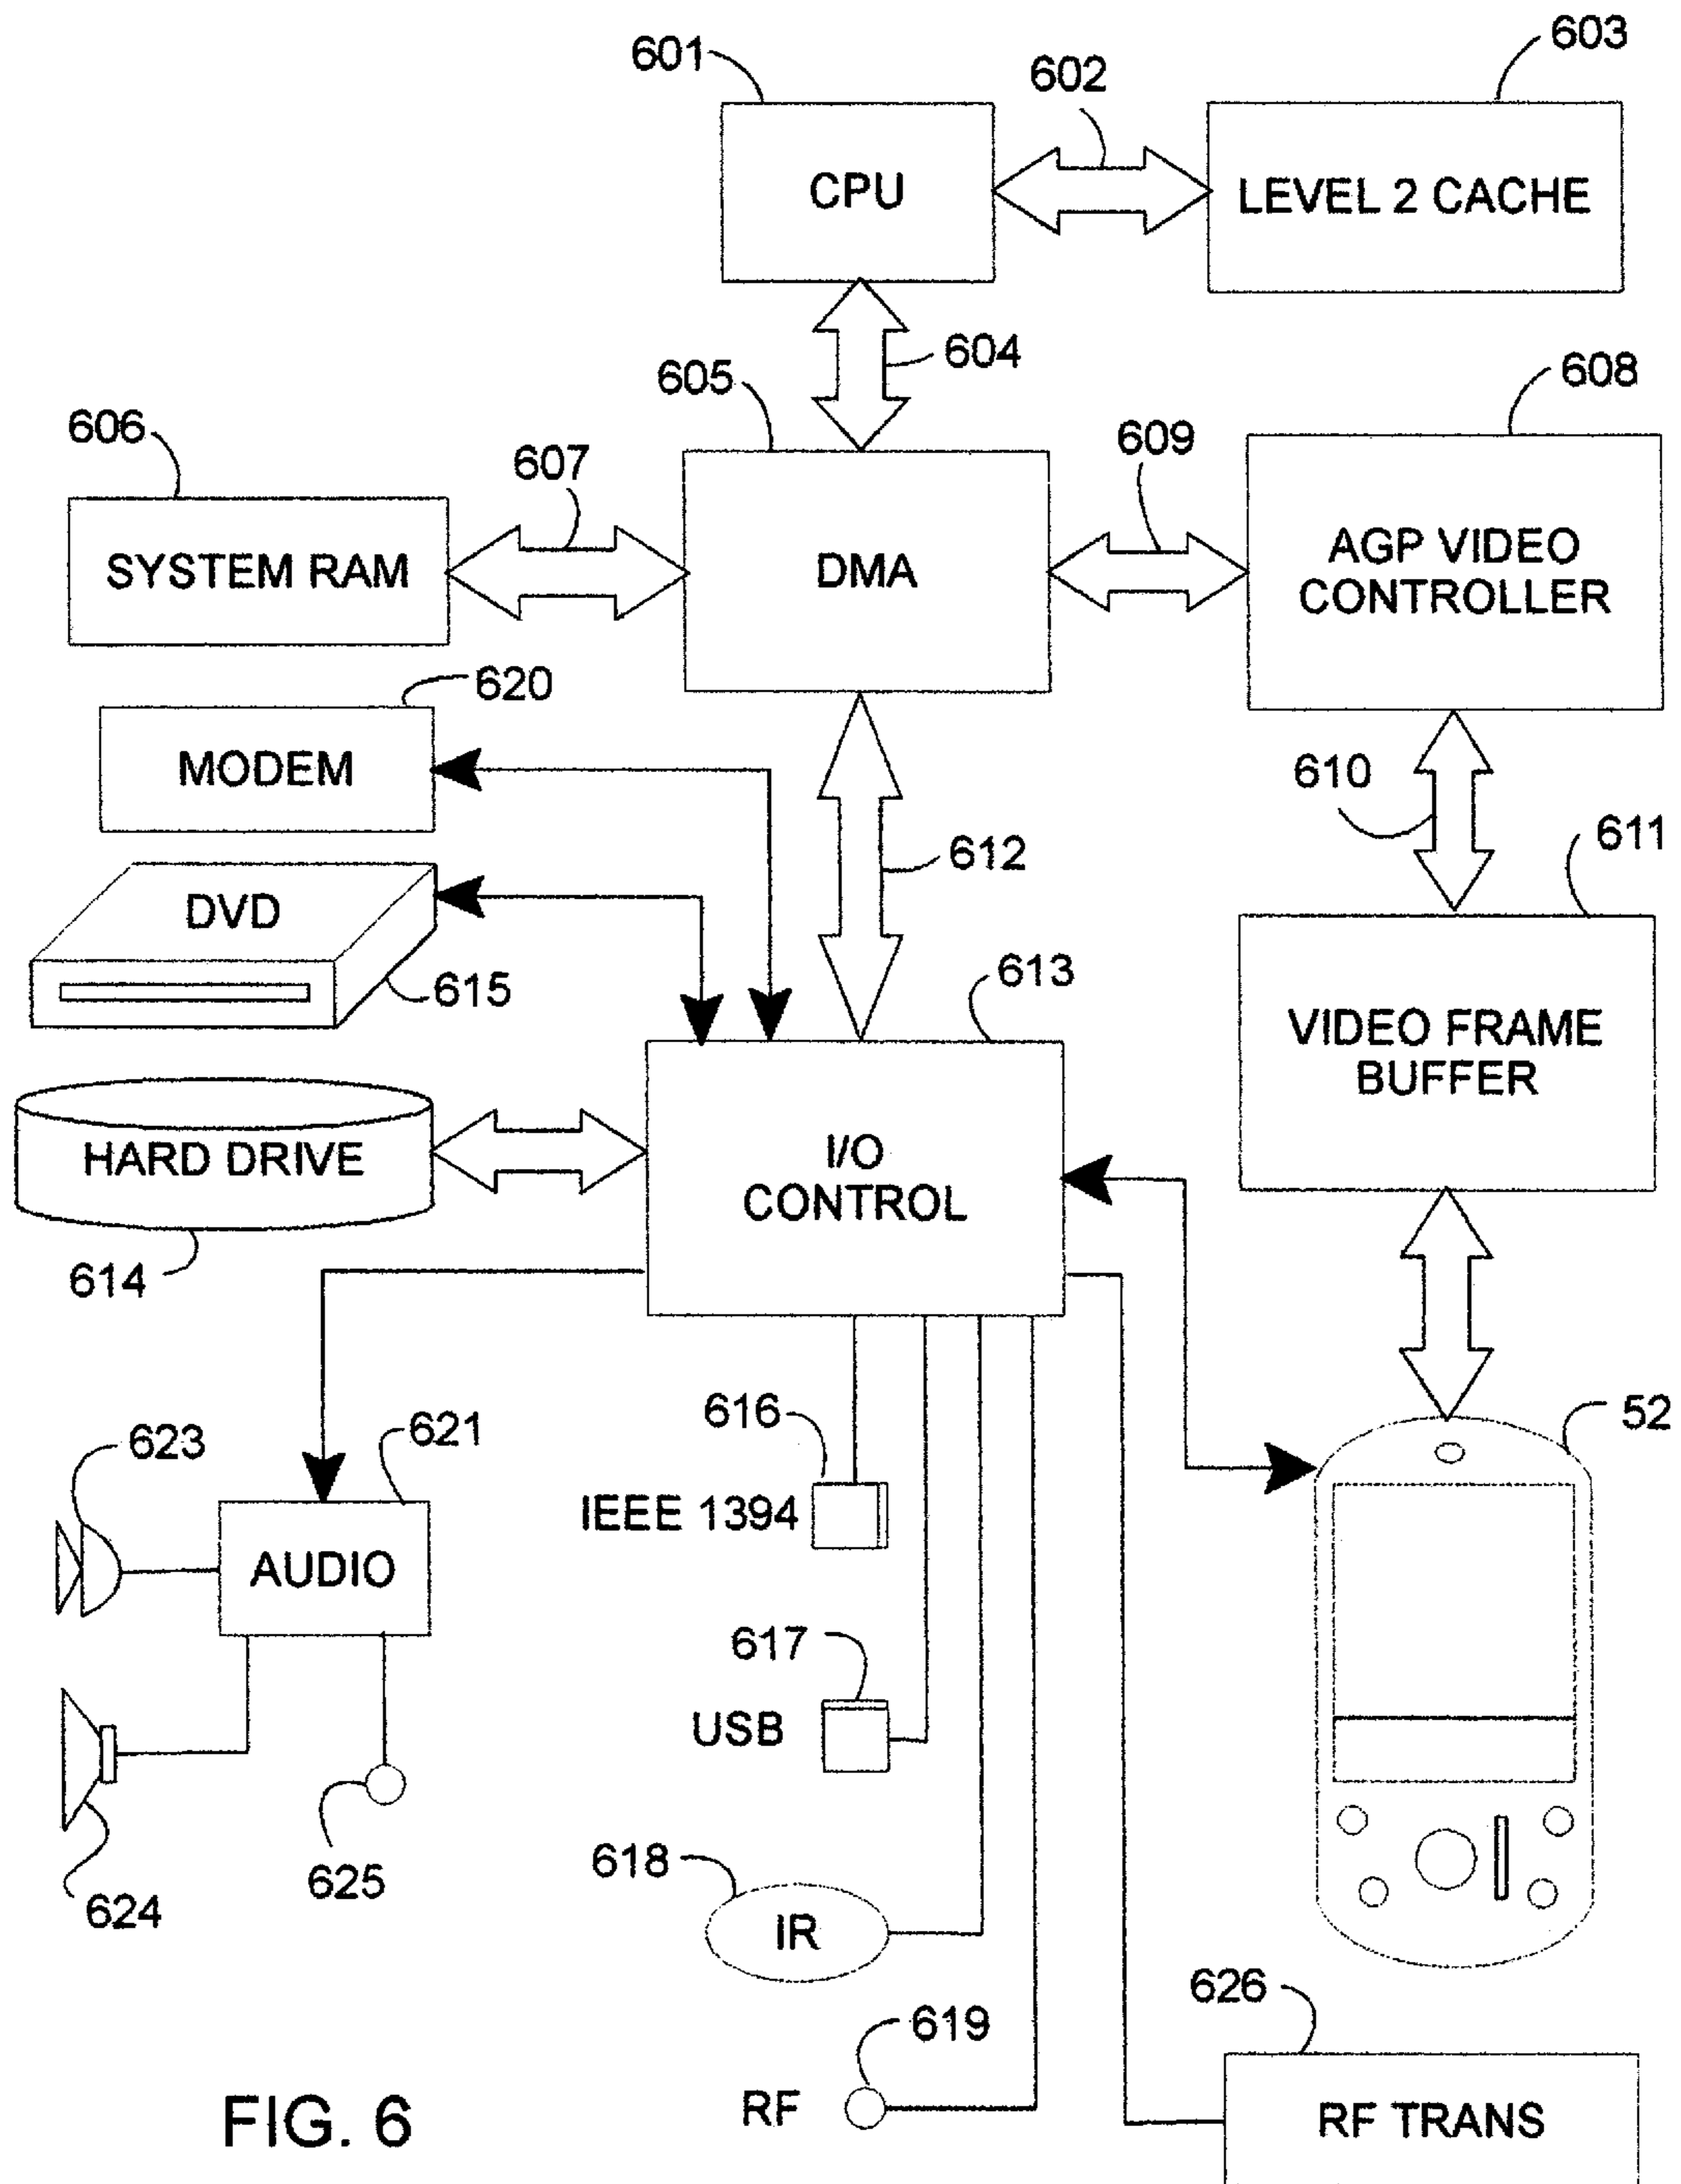 601
602
603
CPU
LEVEL 2 CACHE
604
605
606
607
608
609
SYSTEM RAM
DMA
AGP VIDEO
CONTROLLER
620
MODEM
610
611
612
DVD
615
613
VIDEO FRAME
BUFFER
HARD DRIVE
614
I/O
CONTROL
616
52
623
621
IEEE 1394
AUDIO
617
USB
624
625
618
IR
626
619
RF
RF TRANS
FIG. 6